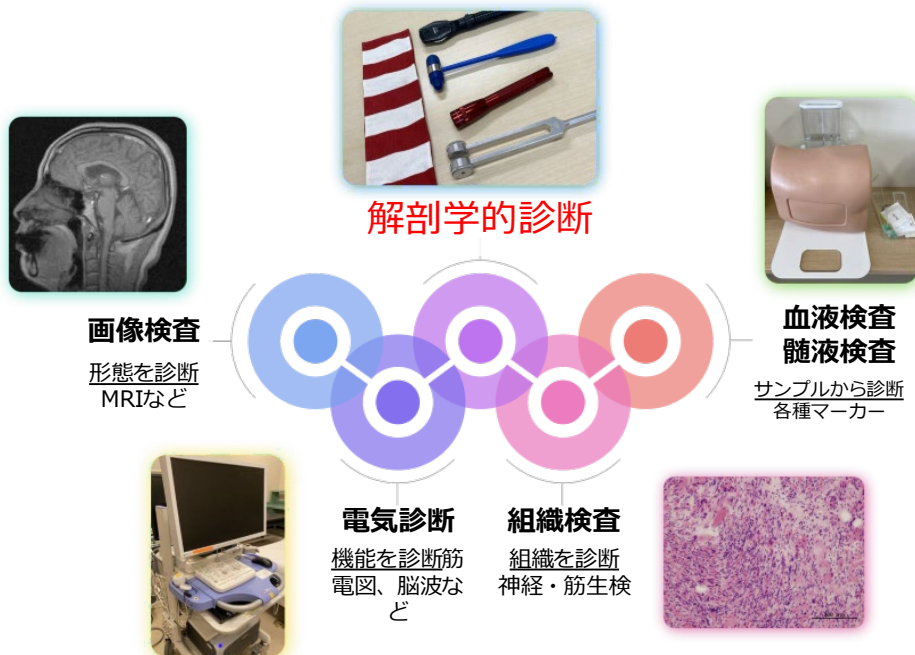 解剖学的診断
画像検査
形態を診断
MRIなど
血液検査
髄液検査
サンプルから診断
各種マーカー
電気診断
機能を診断筋
電図、脳波な
ど
組織検査
組織を診断
神経・筋生検